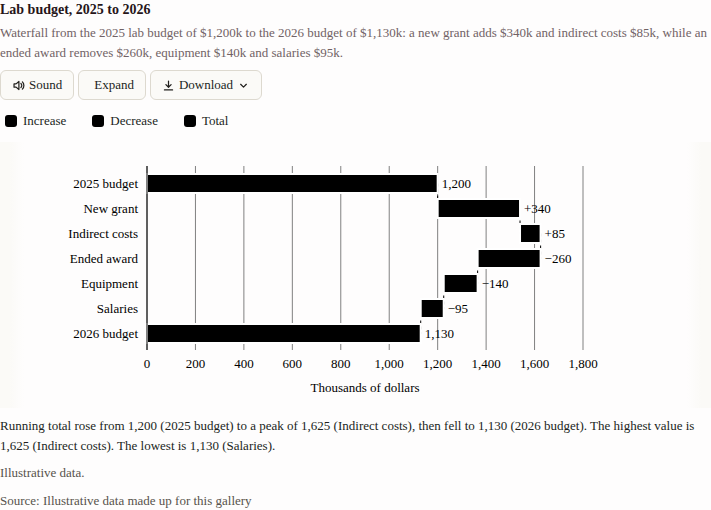 Lab budget, 2025 to 2026
Waterfall from the 2025 lab budget of $1,200k to the 2026 budget of $1,130k: a new grant adds $340k and indirect costs $85k, while an
ended award removes $260k, equipment $140k and salaries $95k.
Sound Expand Download
Increase Decrease Total
2025 budget 1,200
New grant +340
Indirect costs +85
Ended award −260
Equipment −140
Salaries −95
2026 budget 1,130
0 200 400 600 800 1,000 1,200 1,400 1,600 1,800
Thousands of dollars
Running total rose from 1,200 (2025 budget) to a peak of 1,625 (Indirect costs), then fell to 1,130 (2026 budget). The highest value is
1,625 (Indirect costs). The lowest is 1,130 (Salaries).
Illustrative data.
Source: Illustrative data made up for this gallery